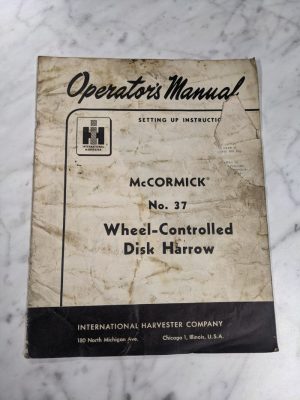 Operator's Manual
SETTING UP
IH
INTERNATIONAL
HARVESTER
McCORMICK®
No. 37
Wheel-Controlled
Disk Harrow
INTERNATIONAL HARVESTER COMPANY
180 North Michigan Ave. Chicago 1, Illinois, U.S.A.